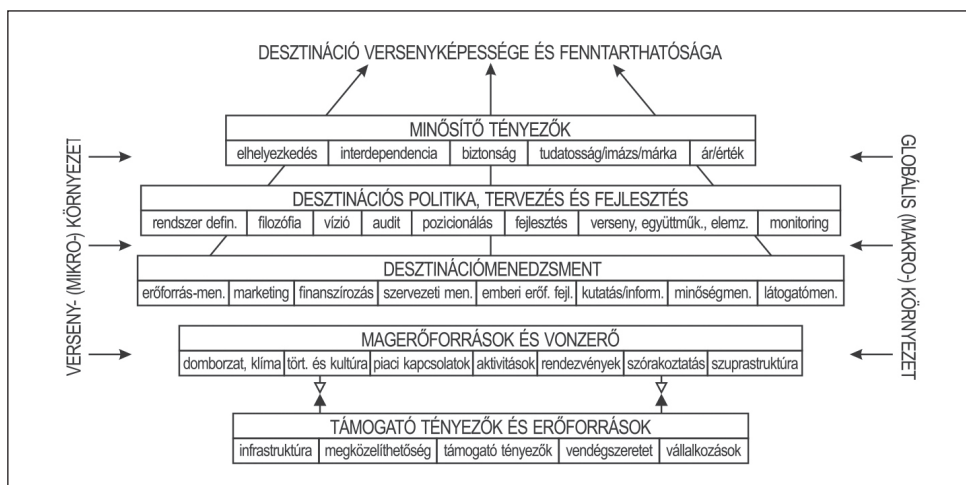 DESZTINÁCIÓ VERSENYKÉPESSÉGE ÉS FENNTARTHATÓSÁGA
VERSENY- (MIKRO-) KÖRNYEZET
MINŐSÍTŐ TÉNYEZŐK
elhelyezkedés interdependencia biztonság tudatosság/imázs/márka ár/érték
DESZTINÁCIÓS POLITIKA, TERVEZÉS ÉS FEJLESZTÉS
rendszer defin. filozófia vízió audit pozicionálás fejlesztés verseny, együttműk., elemz. monitoring
DESZTINÁCIÓMENEDZSMENT
erőforrás-men. marketing finanszírozás szervezeti men. emberi erőf. fejl. kutatás/inform. minőségmen. látogatómen.
MAGERŐFORRÁSOK ÉS VONZERŐ
domborzat, klíma tört. és kultúra piaci kapcsolatok aktivitások rendezvények szórakoztatás szuprastruktúra
TÁMOGATÓ TÉNYEZŐK ÉS ERŐFORRÁSOK
infrastruktúra megközelíthetőség támogató tényezők vendégszeretet vállalkozások
GLOBÁLIS (MAKRO-) KÖRNYEZET